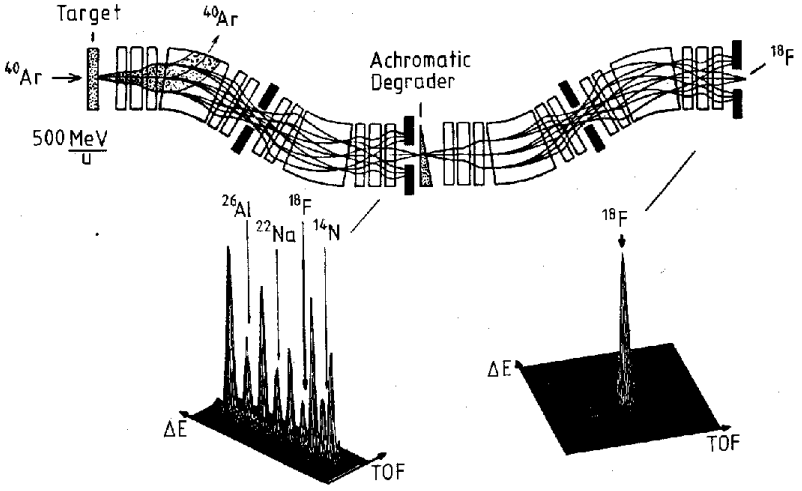 Target
⁴⁰Ar
⁴⁰Ar
500 MeV
u
Achromatic
Degrader
¹⁸F
²⁶Al
²²Na
¹⁸F
¹⁴N
ΔE
TOF
¹⁸F
ΔE
TOF